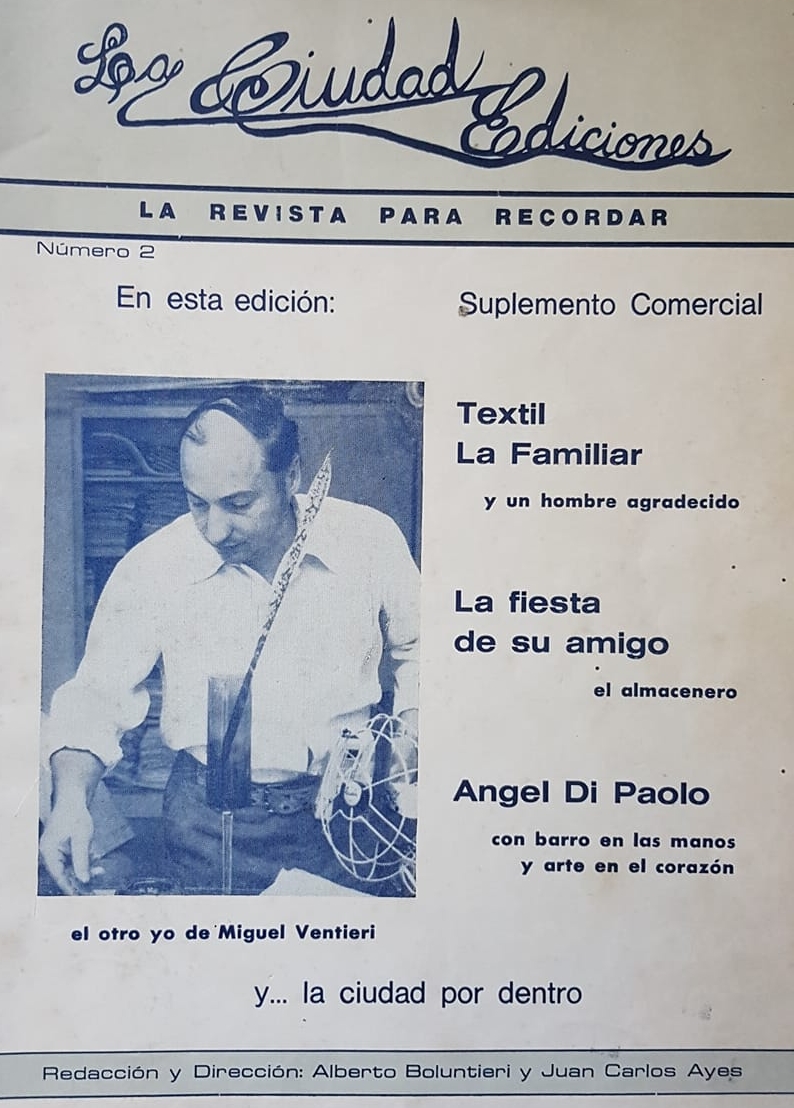 La Ciudad Ediciones
LA REVISTA PARA RECORDAR
Número 2
En esta edición:
Suplemento Comercial
Textil
La Familiar
y un hombre agradecido
La fiesta
de su amigo
el almacenero
Angel Di Paolo
con barro en las manos
y arte en el corazón
el otro yo de Miguel Ventieri
y... la ciudad por dentro
Redacción y Dirección: Alberto Boluntieri y Juan Carlos Ayes